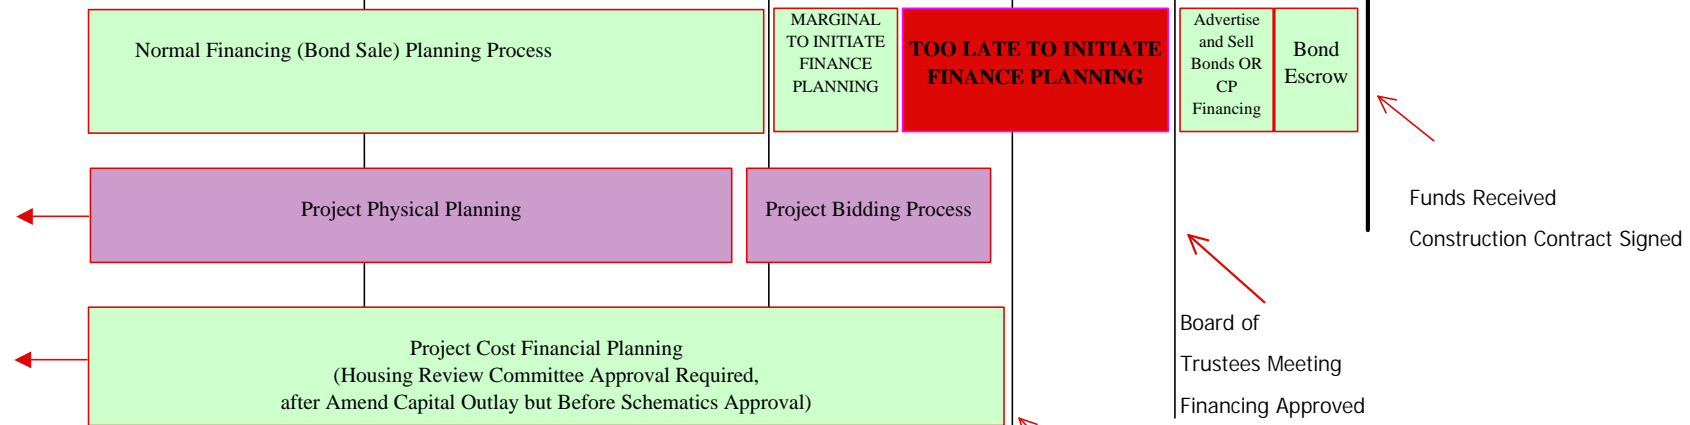 Normal Financing (Bond Sale) Planning Process
MARGINAL
TO INITIATE
FINANCE
PLANNING
TOO LATE TO INITIATE
FINANCE PLANNING
Advertise
and Sell
Bonds OR
CP
Financing
Bond
Escrow
Project Physical Planning
Project Bidding Process
Funds Received
Construction Contract Signed
Project Cost Financial Planning
(Housing Review Committee Approval Required,
after Amend Capital Outlay but Before Schematics Approval)
Board of
Trustees Meeting
Financing Approved